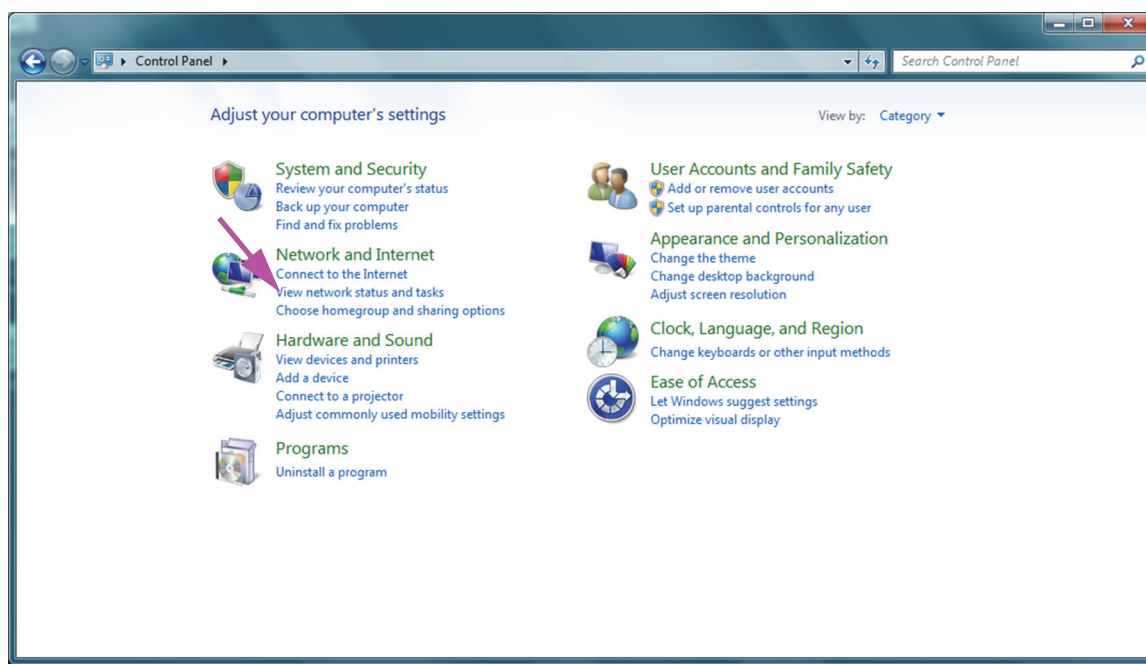 Control Panel
Search Control Panel
Adjust your computer's settings
View by: Category
System and Security
Review your computer's status
Back up your computer
Find and fix problems
Network and Internet
Connect to the Internet
View network status and tasks
Choose homegroup and sharing options
Hardware and Sound
View devices and printers
Add a device
Connect to a projector
Adjust commonly used mobility settings
Programs
Uninstall a program
User Accounts and Family Safety
Add or remove user accounts
Set up parental controls for any user
Appearance and Personalization
Change the theme
Change desktop background
Adjust screen resolution
Clock, Language, and Region
Change keyboards or other input methods
Ease of Access
Let Windows suggest settings
Optimize visual display